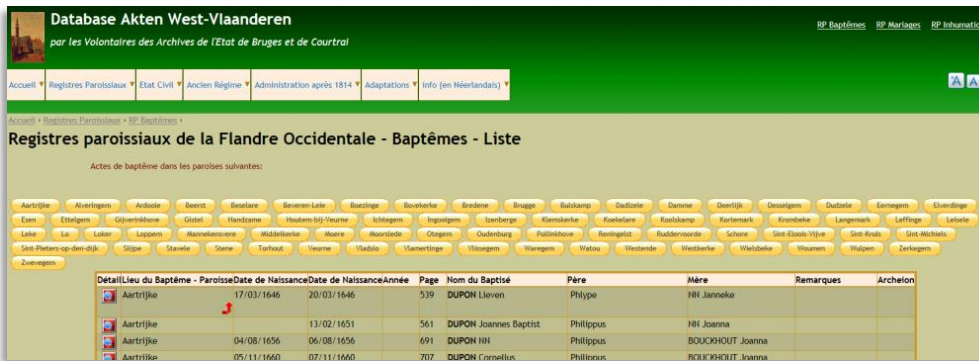 Database Akten West-Vlaanderen
par les Volontaires des Archives de l'Etat de Bruges et de Courtrai
RP Baptêmes RP Mariages RP Inhumatio
Accueil Registres Paroissiaux Etat Civil Ancien Régime Administration après 1814 Adaptations Info (en Néerlandais)
A A
Accueil Registres Paroissiaux RP Baptêmes
Registres paroissiaux de la Flandre Occidentale - Baptêmes - Liste
Actes de baptême dans les paroises suivantes:
Aartrijke Alveringem Ardooie Beerst Beselare Beveren-Leie Boezinge Bovekerke Bredene Brugge Bulskamp Dadizele Damme Deerlijk Desselgem Dudzele Eernegem Elverdinge
Esen Ettelgem Gijverinkhove Gistel Handzame Houtem-bij-Veurne Ichtegem Ingooigem Izenberge Klemskerke Koekelare Koolskamp Kortemark Krombeke Langemark Leffinge Leisele
Leke Lo Loker Loppem Mannekensvere Middelkerke Moere Moorslede Otegem Oudenburg Pollinkhove Reningelst Ruddervoorde Schore Sint-Eloois-Vijve Sint-Kruis Sint-Michiels
Sint-Pieters-op-den-dijk Slijpe Stavele Stene Torhout Veurne Vladslo Vlamertinge Vlissegem Waregem Watou Westende Westkerke Wielsbeke Woumen Wulpen Zerkegem
Zwevegem
Détail Lieu du Baptême - Paroisse Date de Naissance Date de Naissance Année Page Nom du Baptisé Père Mère Remarques Archeion
Aartrijke 17/03/1646 20/03/1646 539 DUPON Lieven Phlype NN Janneke
Aartrijke 13/02/1651 561 DUPON Joannes Baptist Philippus NN Joanna
Aartrijke 04/08/1656 06/08/1656 691 DUPON NN Philippus BOUCKHOUT Joanna
Aartrijke 05/11/1660 07/11/1660 707 DUPON Cornelius Philippus BOUCKHOUT Joanna